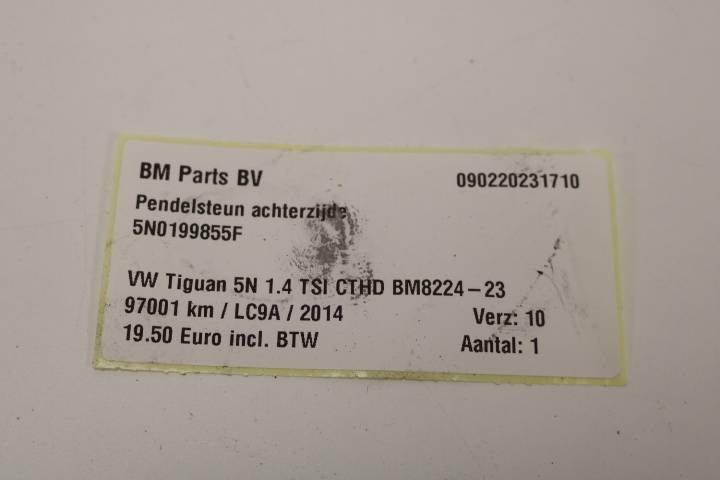 BM Parts BV 090220231710
Pendelsteun achterzijde
5N0199855F
VW Tiguan 5N 1.4 TSI CTHD BM8224-23
97001 km / LC9A / 2014 Verz: 10
19.50 Euro incl. BTW Aantal: 1